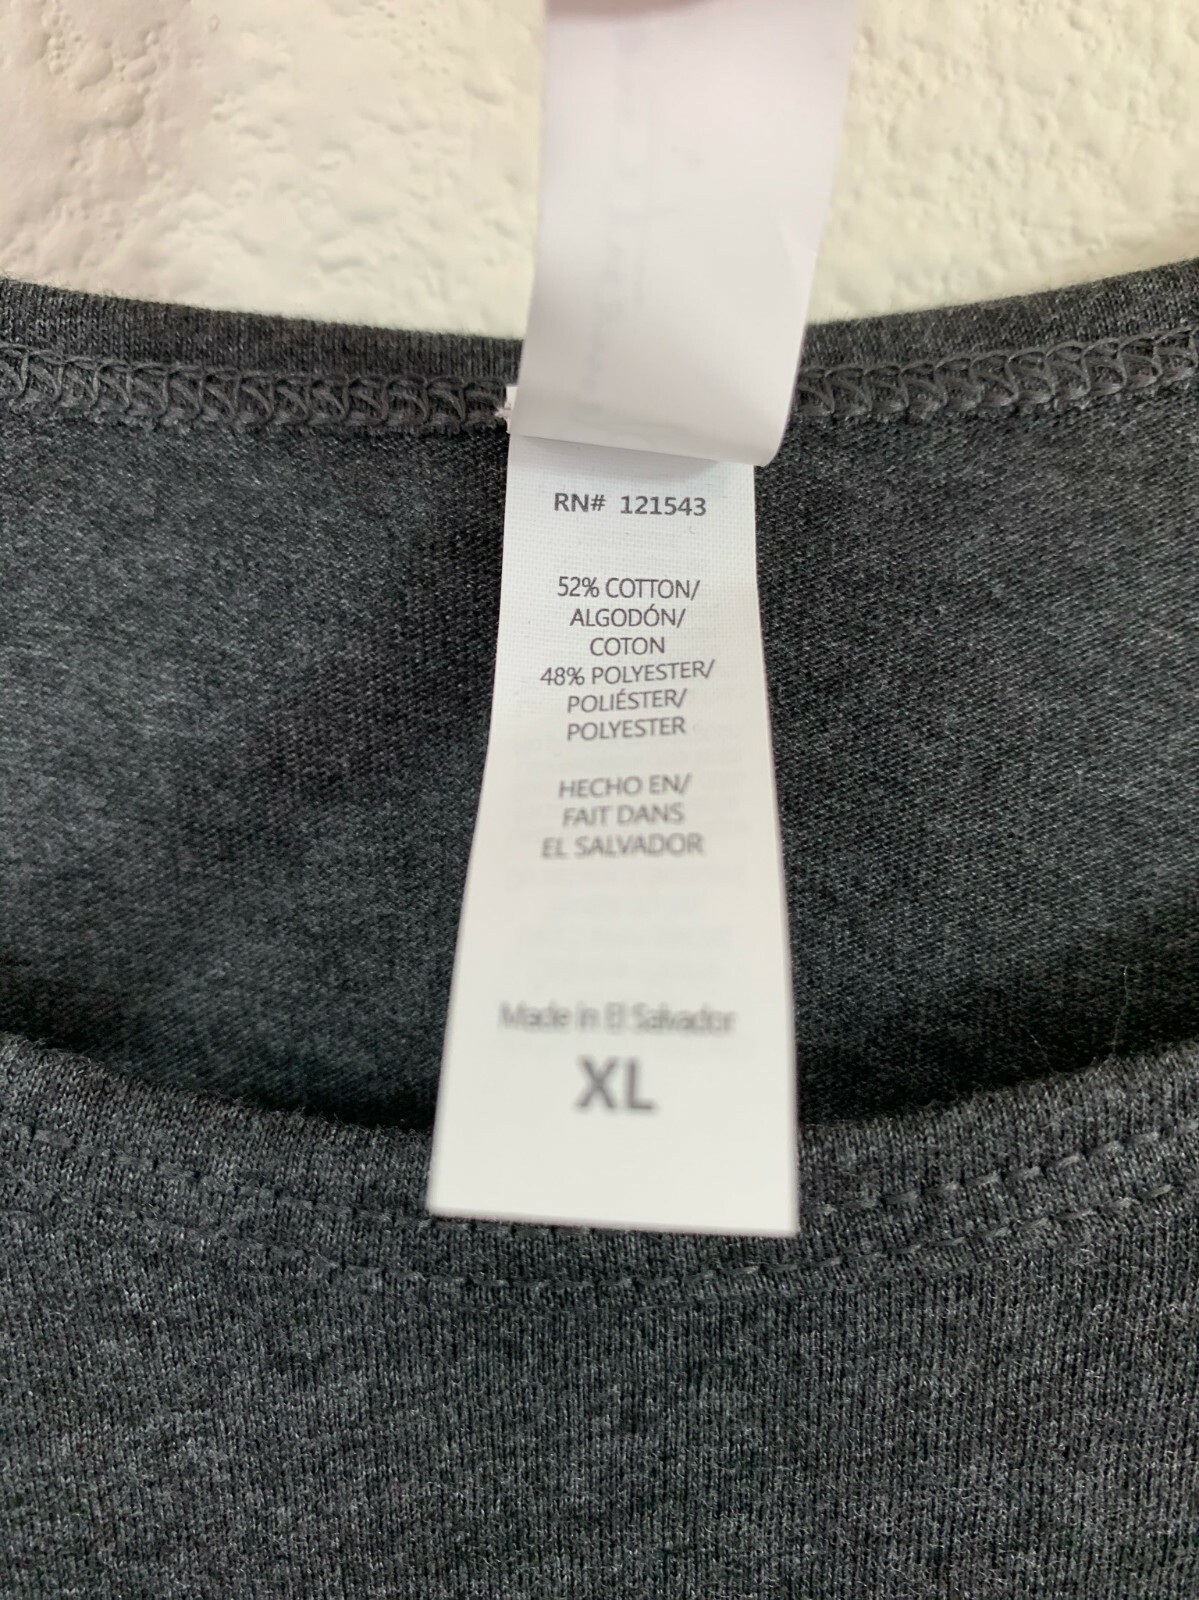 RN# 121543
52% COTTON/
ALGODÓN/
COTON
48% POLYESTER/
POLIÉSTER/
POLYESTER
HECHO EN/
FAIT DANS
EL SALVADOR
Made in El Salvador
XL